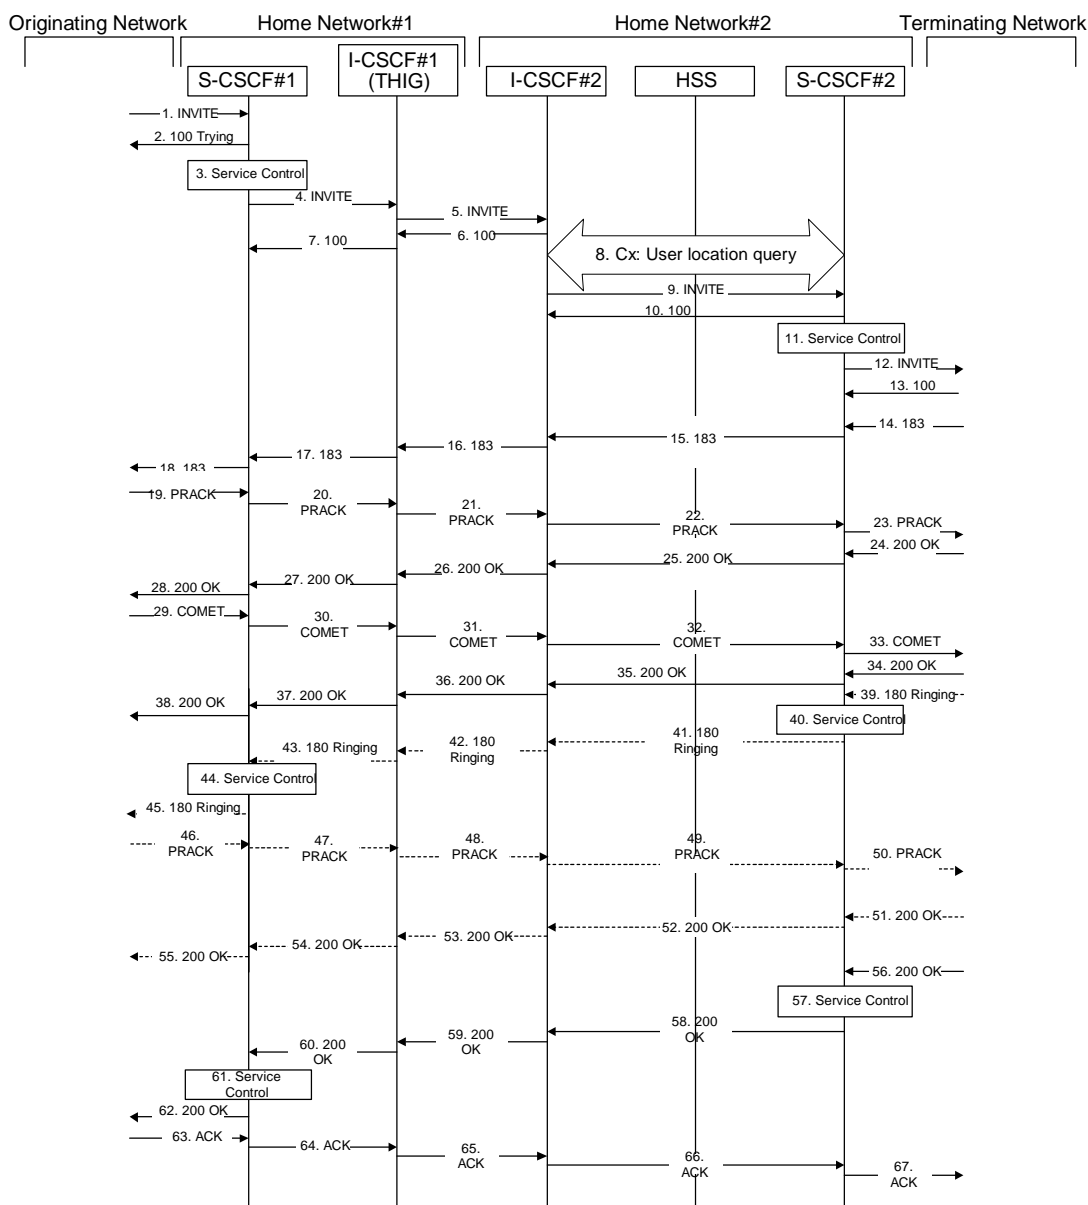 Originating Network
Home Network#1
Home Network#2
Terminating Network
S-CSCF#1
I-CSCF#1
(THIG)
I-CSCF#2
HSS
S-CSCF#2
1. INVITE
2. 100 Trying
3. Service Control
4. INVITE
5. INVITE
6. 100
7. 100
8. Cx: User location query
9. INVITE
10. 100
11. Service Control
12. INVITE
13. 100
14. 183
15. 183
16. 183
17. 183
18. 183
19. PRACK
20.
PRACK
21.
PRACK
22.
PRACK
23. PRACK
24. 200 OK
25. 200 OK
26. 200 OK
27. 200 OK
28. 200 OK
29. COMET
30.
COMET
31.
COMET
32.
COMET
33. COMET
34. 200 OK
35. 200 OK
36. 200 OK
37. 200 OK
38. 200 OK
39. 180 Ringing
40. Service Control
41. 180
Ringing
42. 180
Ringing
43. 180 Ringing
44. Service Control
45. 180 Ringing
46.
PRACK
47.
PRACK
48.
PRACK
49.
PRACK
50. PRACK
51. 200 OK
52. 200 OK
53. 200 OK
54. 200 OK
55. 200 OK
56. 200 OK
57. Service Control
58. 200
OK
59. 200
OK
60. 200
OK
61. Service
Control
62. 200 OK
63. ACK
64. ACK
65.
ACK
66.
ACK
67.
ACK